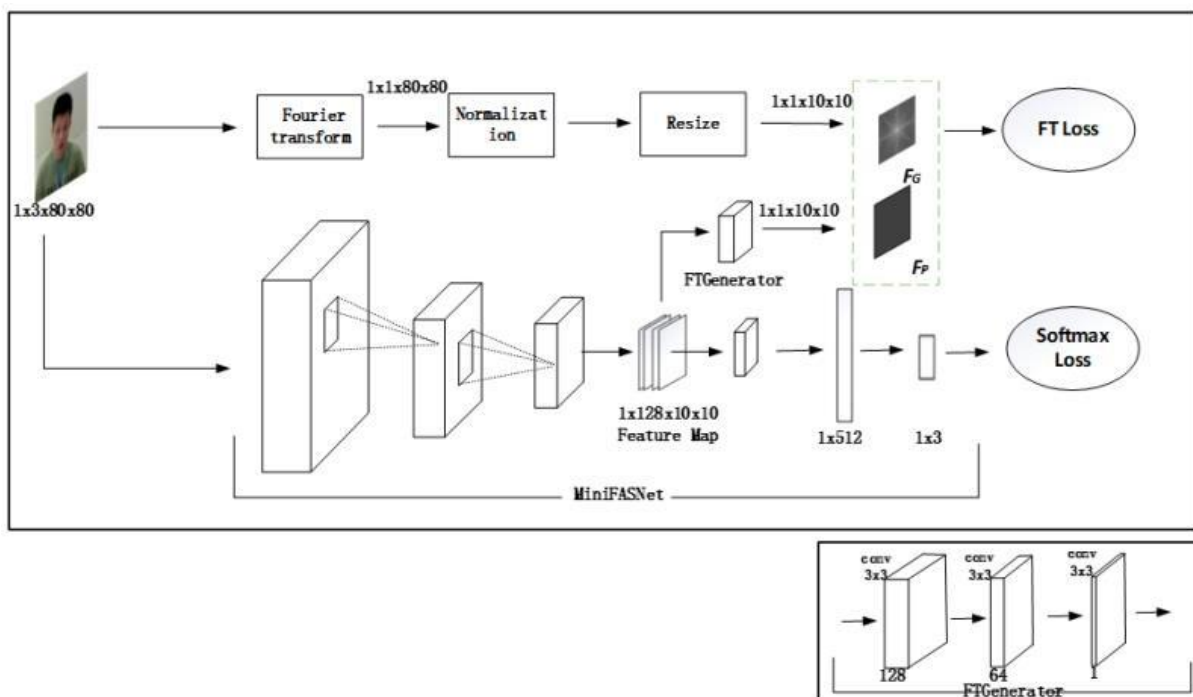 1x1x80x80
1x1x10x10
Fourier
transform
Normalizat
ion
Resize
FT Loss
FG
1x3x80x80
1x1x10x10
FTGenerator
FP
Softmax
Loss
1x128x10x10
Feature Map
1x512
1x3
MiniFASNet
conv
3x3
conv
3x3
conv
3x3
128
64
1
FTGenerator